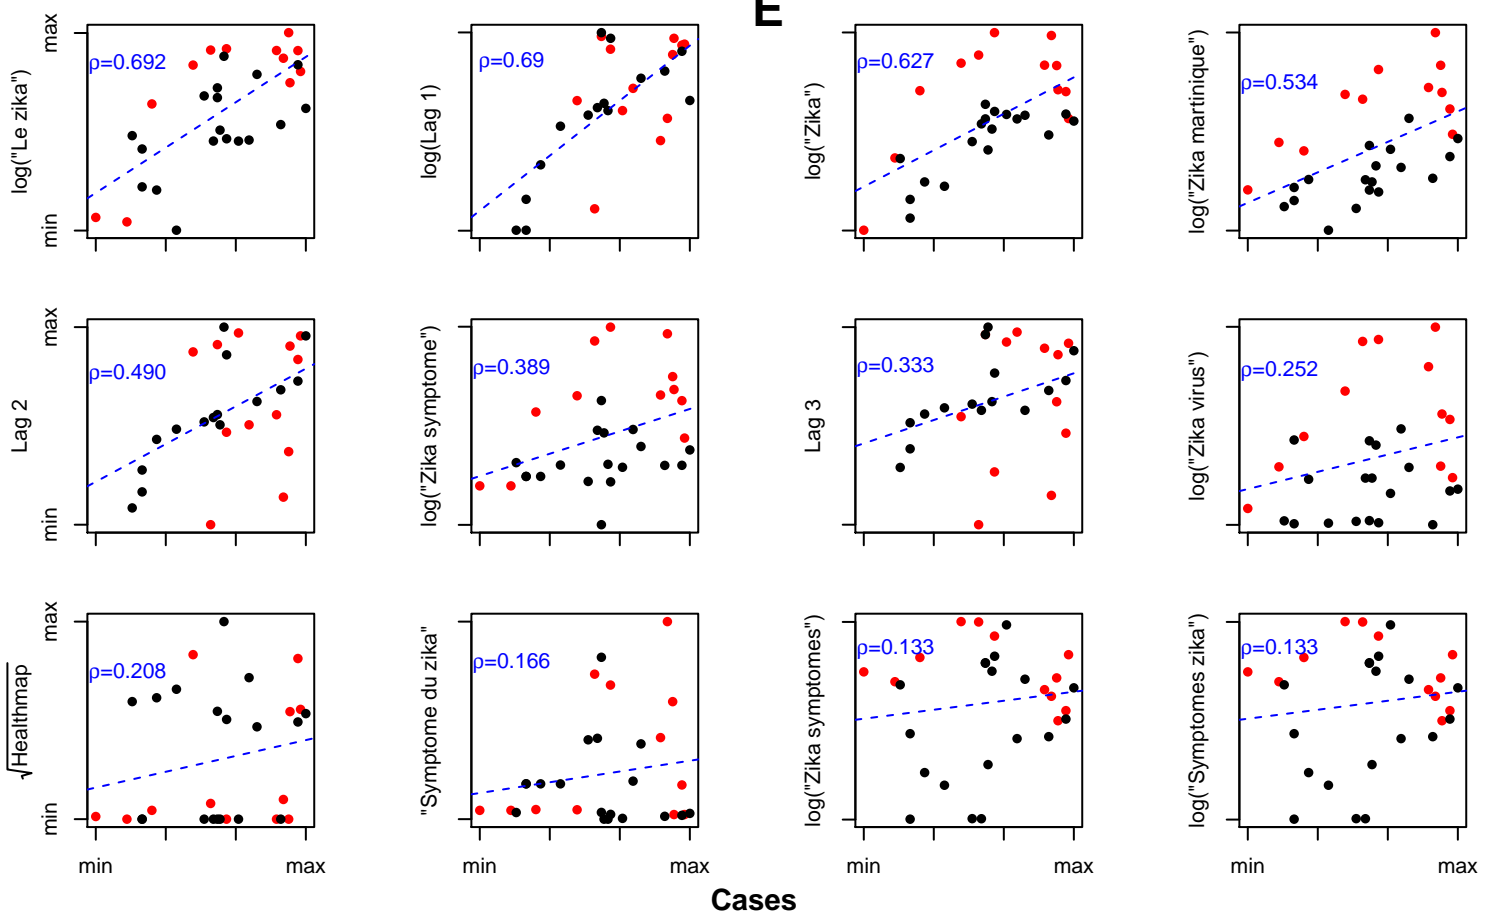 E
max
min
log("Le zika")
ρ=0.692
log(Lag 1)
ρ=0.69
log("Zika")
ρ=0.627
log("Zika martinique")
ρ=0.534
max
min
Lag 2
ρ=0.490
log("Zika symptome")
ρ=0.389
Lag 3
ρ=0.333
log("Zika virus")
ρ=0.252
max
min
√Healthmap
ρ=0.208
"Symptome du zika"
ρ=0.166
log("Zika symptomes")
ρ=0.133
log("Symptomes zika")
ρ=0.133
min max min max min max min max
Cases